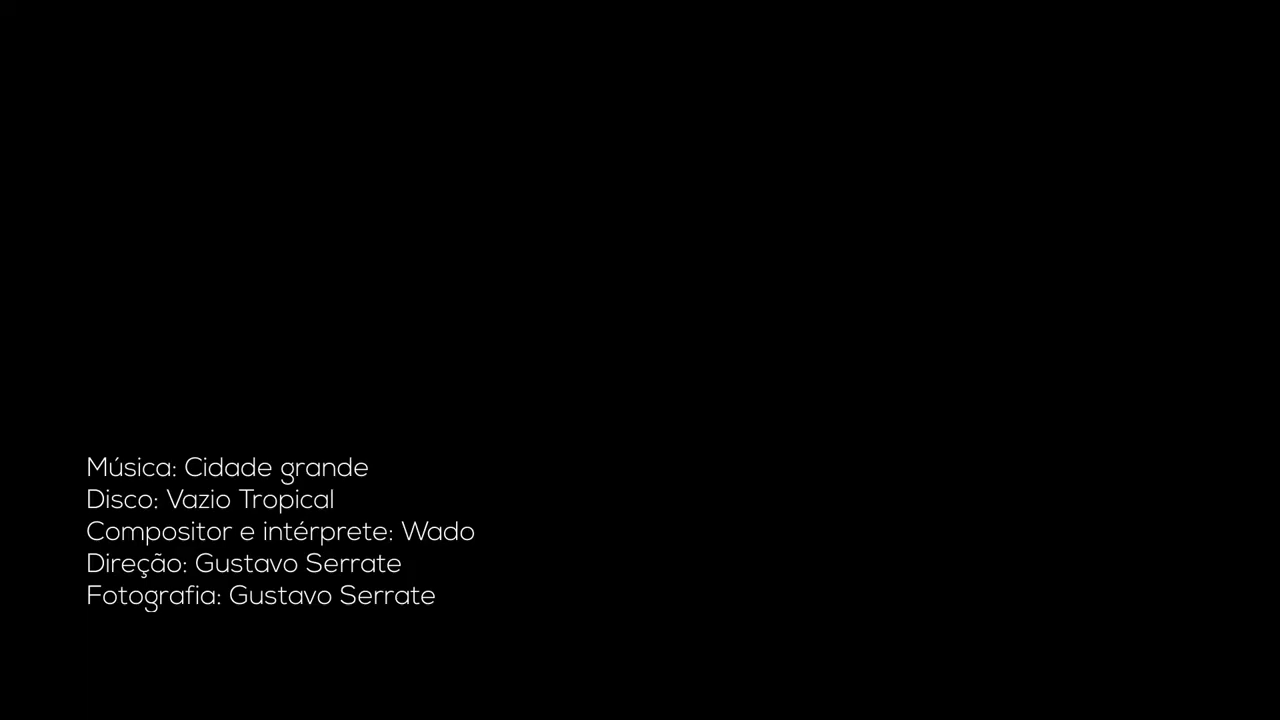 Música: Cidade grande
Disco: Vazio Tropical
Compositor e intérprete: Wado
Direção: Gustavo Serrate
Fotografia: Gustavo Serrate